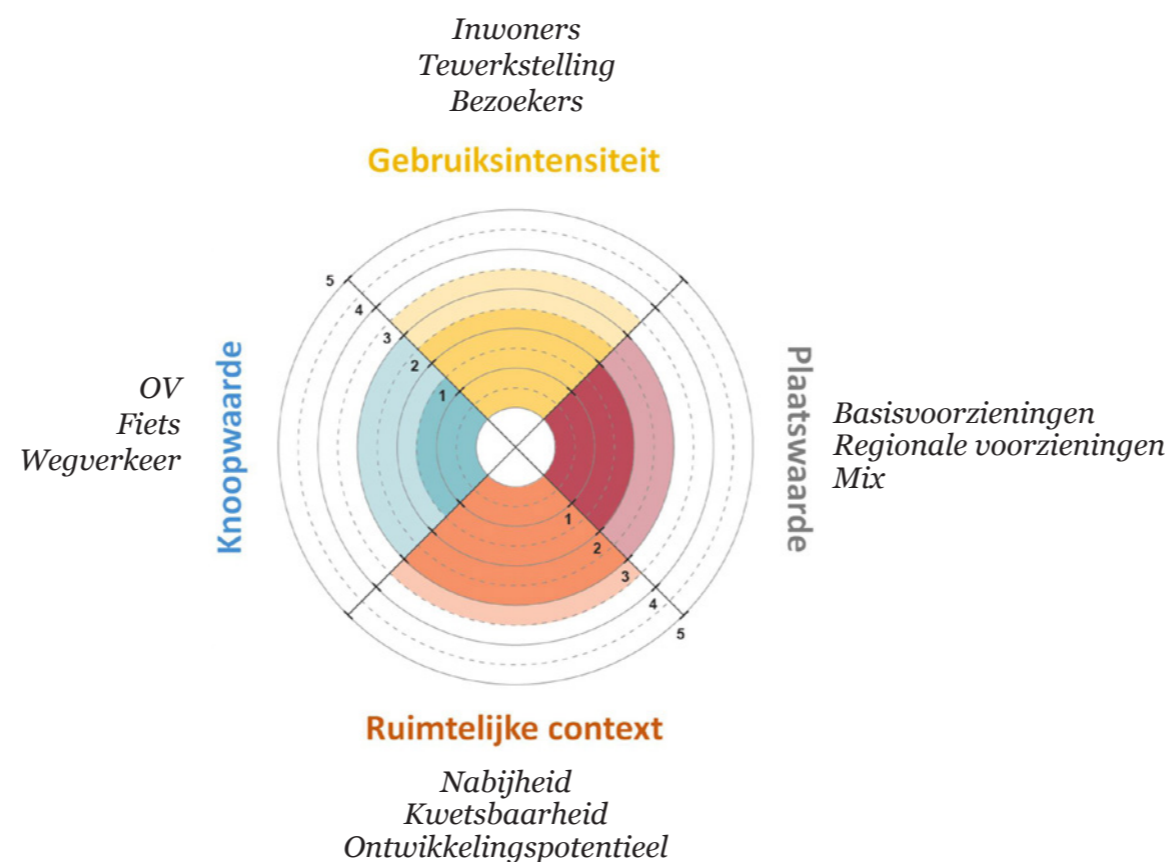 Inwoners
Tewerkstelling
Bezoekers
Gebruiksintensiteit
5
4
3
2
1
Knoopwaarde
OV
Fiets
Wegverkeer
Plaatswaarde
Basisvoorzieningen
Regionale voorzieningen
Mix
1
2
3
4
5
Ruimtelijke context
Nabijheid
Kwetsbaarheid
Ontwikkelingspotentieel